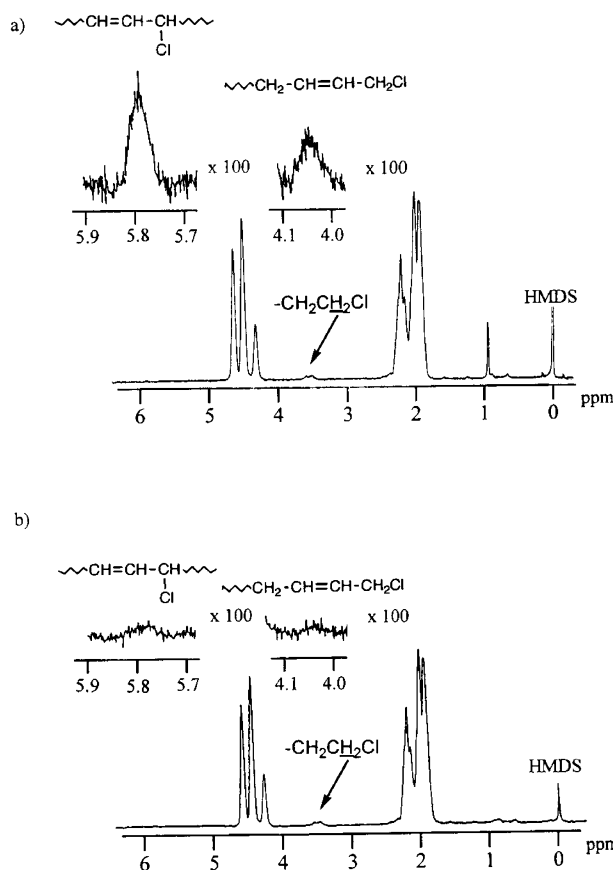 a)
CH=CH-CH
Cl
CH₂-CH=CH-CH₂Cl
x 100
x 100
5.9 5.8 5.7
4.1 4.0
-CH₂CH₂Cl
HMDS
6 5 4 3 2 1 0 ppm
b)
CH=CH-CH
Cl
CH₂-CH=CH-CH₂Cl
x 100
x 100
5.9 5.8 5.7
4.1 4.0
-CH₂CH₂Cl
HMDS
6 5 4 3 2 1 0 ppm